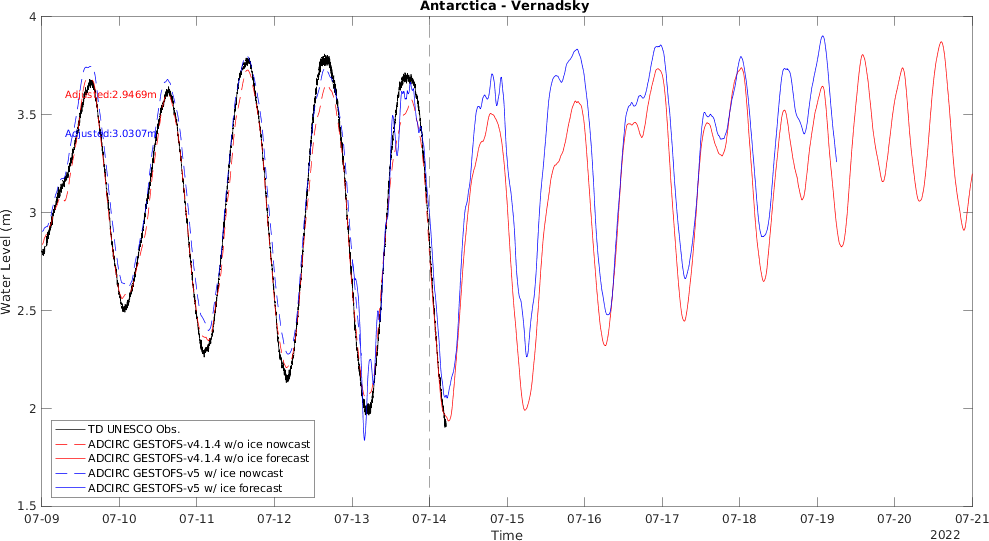 Antarctica - Vernadsky
4
3.5
3
2.5
2
1.5
Water Level (m)
Adjusted:2.9469m
Adjusted:3.0307m
TD UNESCO Obs.
ADCIRC GESTOFS-v4.1.4 w/o ice nowcast
ADCIRC GESTOFS-v4.1.4 w/o ice forecast
ADCIRC GESTOFS-v5 w/ ice nowcast
ADCIRC GESTOFS-v5 w/ ice forecast
07-09 07-10 07-11 07-12 07-13 07-14 07-15 07-16 07-17 07-18 07-19 07-20 07-21
Time
2022